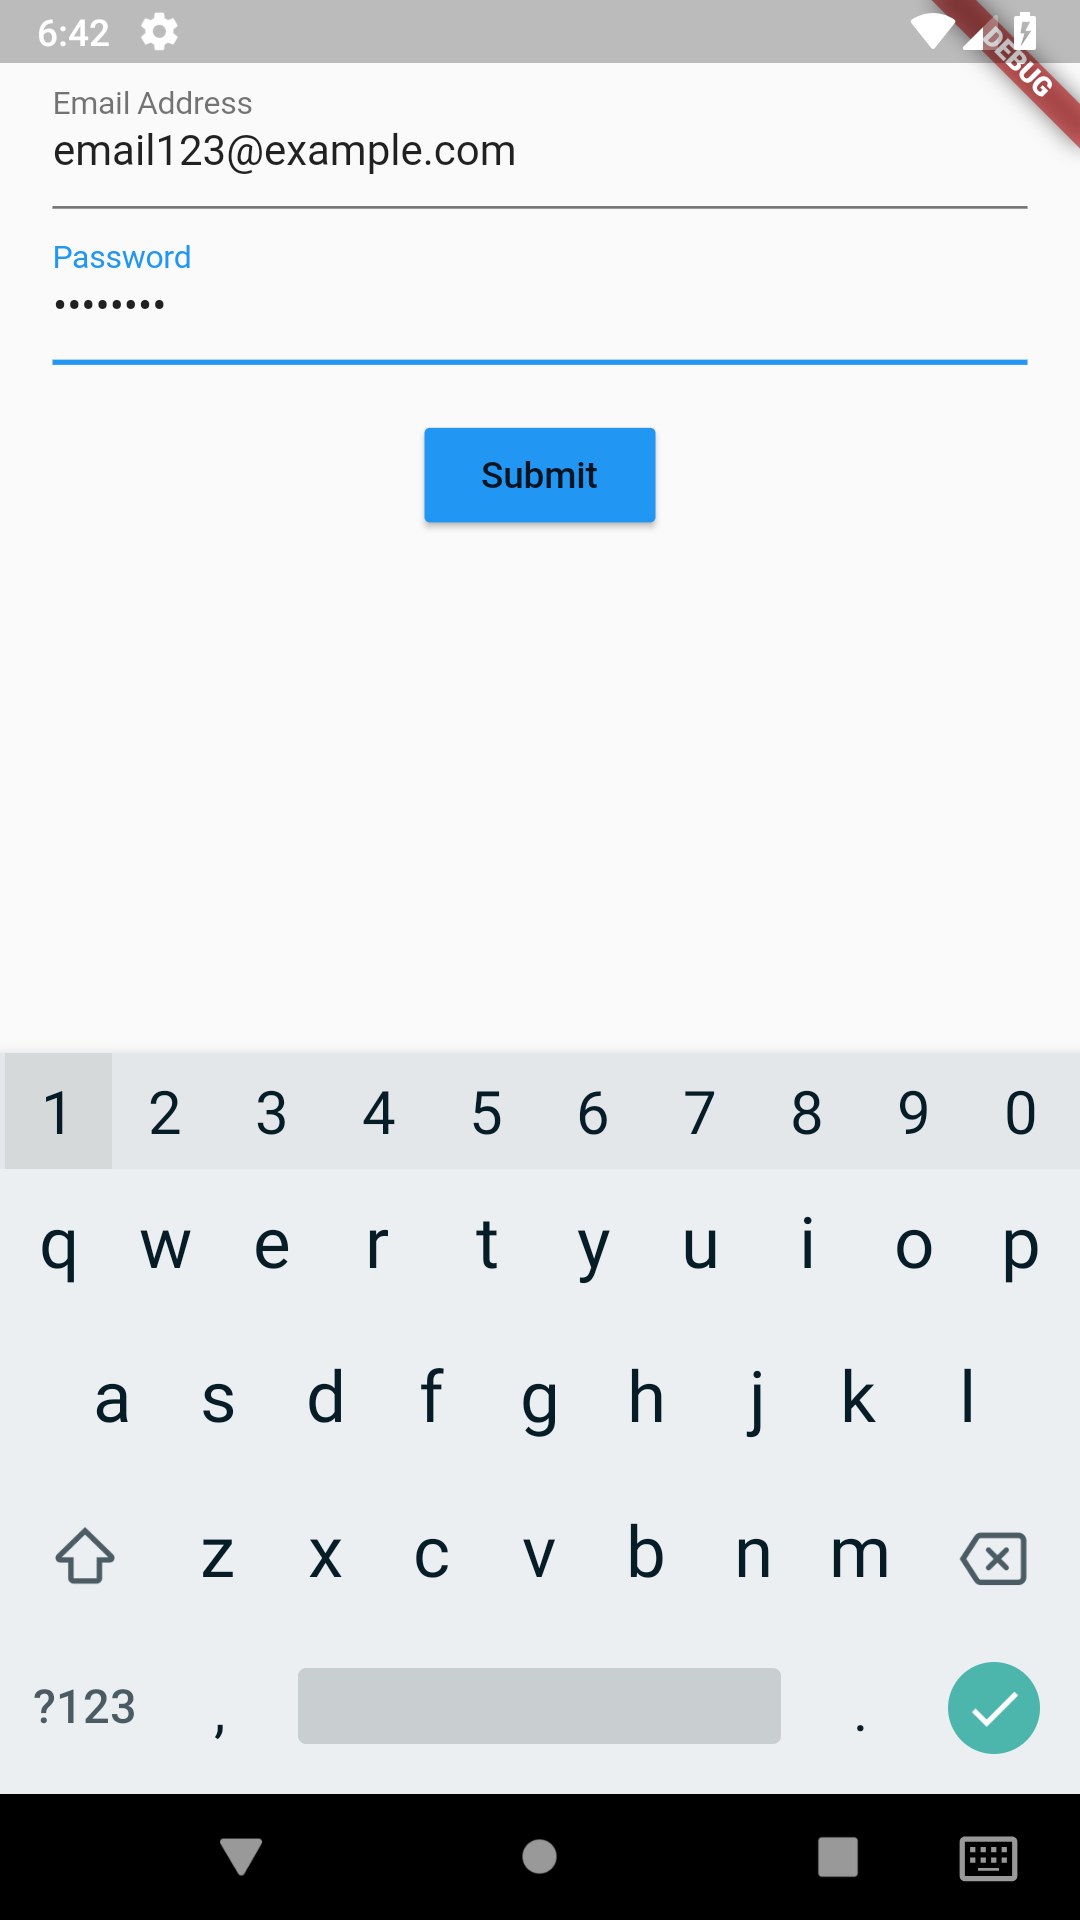 6:42
DEBUG
Email Address
email123@example.com
Password
••••••••
Submit
1 2 3 4 5 6 7 8 9 0
q w e r t y u i o p
a s d f g h j k l
z x c v b n m
?123 , .